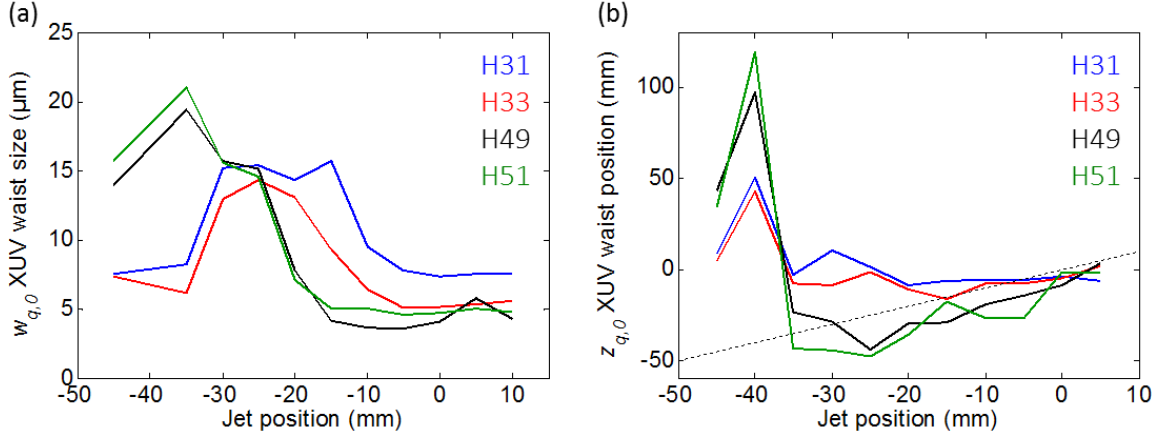 (a)
25
20
15
10
5
0
w_{q,0} XUV waist size (µm)
H31
H33
H49
H51
-50 -40 -30 -20 -10 0 10
Jet position (mm)
(b)
100
50
0
-50
z_{q,0} XUV waist position (mm)
H31
H33
H49
H51
-50 -40 -30 -20 -10 0 10
Jet position (mm)